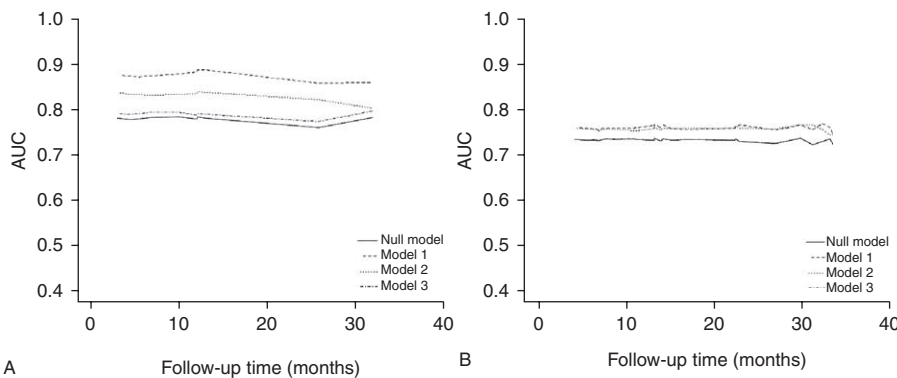 1.0
0.9
0.8
0.7
0.6
0.5
0.4
AUC
Null model
Model 1
Model 2
Model 3
0 10 20 30 40
Follow-up time (months)
A
1.0
0.9
0.8
0.7
0.6
0.5
0.4
AUC
Null model
Model 1
Model 2
Model 3
0 10 20 30 40
Follow-up time (months)
B